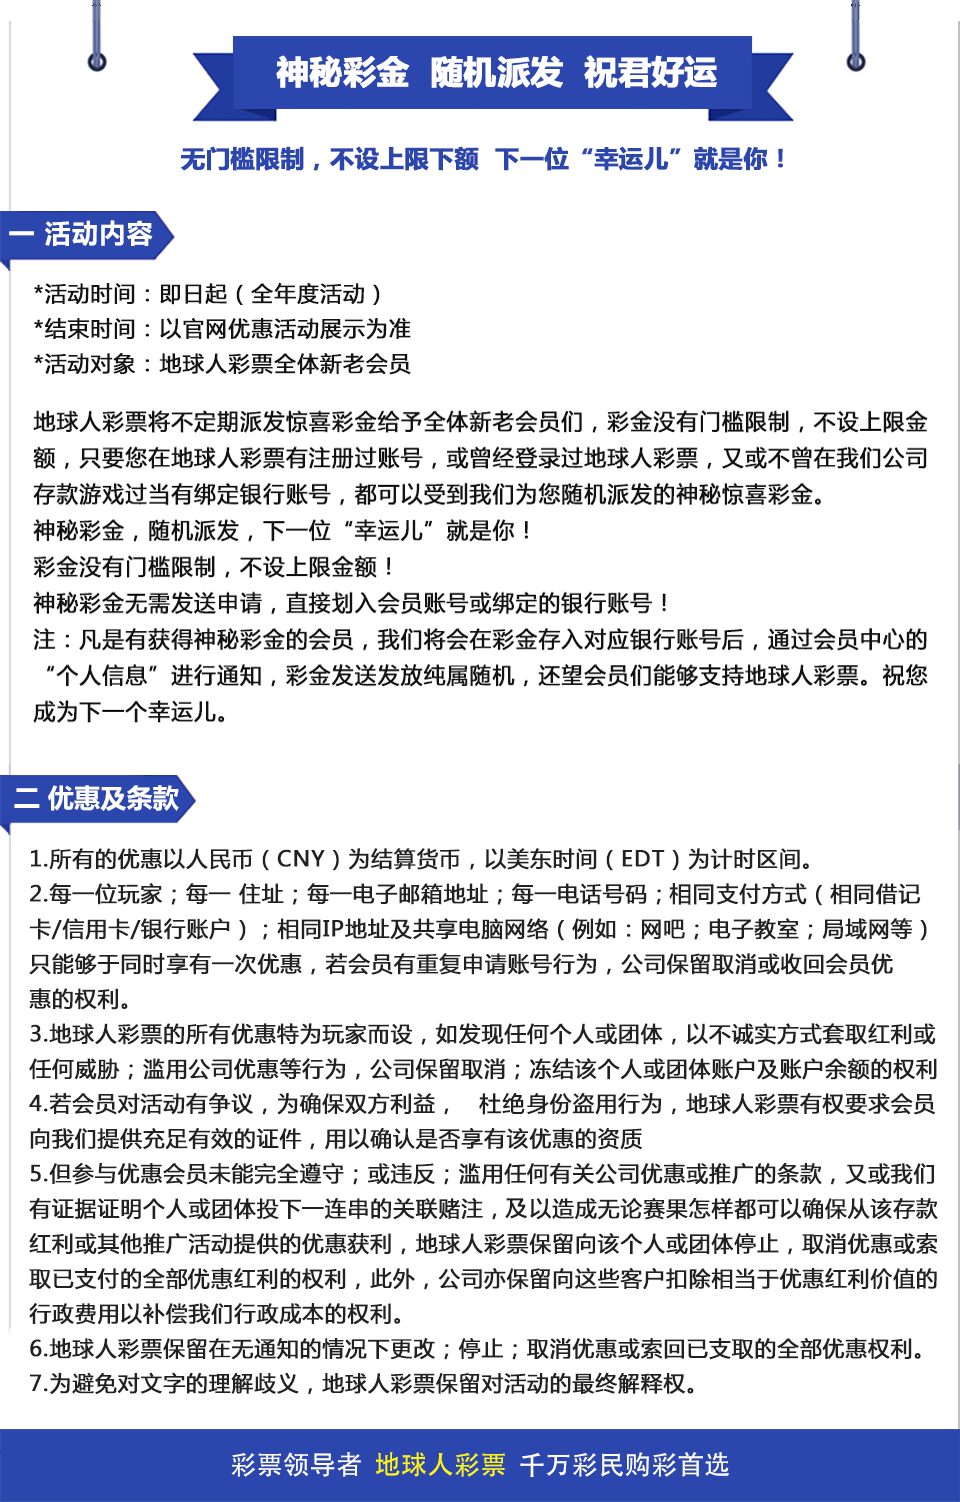 神秘彩金 随机派发 祝君好运
无门槛限制，不设上限下额 下一位“幸运儿”就是你！
一 活动内容
*活动时间：即日起（全年度活动）
*结束时间：以官网优惠活动展示为准
*活动对象：地球人彩票全体新老会员
地球人彩票将不定期派发惊喜彩金给予全体新老会员们，彩金没有门槛限制，不设上限金
额，只要您在地球人彩票有注册过账号，或曾经登录过地球人彩票，又或不曾在我们公司
存款游戏过当有绑定银行账号，都可以受到我们为您随机派发的神秘惊喜彩金。
神秘彩金，随机派发，下一位“幸运儿”就是你！
彩金没有门槛限制，不设上限金额！
神秘彩金无需发送申请，直接划入会员账号或绑定的银行账号！
注：凡是有获得神秘彩金的会员，我们将会在彩金存入对应银行账号后，通过会员中心的
“个人信息”进行通知，彩金发送发放纯属随机，还望会员们能够支持地球人彩票。祝您
成为下一个幸运儿。
二 优惠及条款
1.所有的优惠以人民币（CNY）为结算货币，以美东时间（EDT）为计时区间。
2.每一位玩家；每一 住址；每一电子邮箱地址；每一电话号码；相同支付方式（相同借记
卡/信用卡/银行账户）；相同IP地址及共享电脑网络（例如：网吧；电子教室；局域网等）
只能够于同时享有一次优惠，若会员有重复申请账号行为，公司保留取消或收回会员优
惠的权利。
3.地球人彩票的所有优惠特为玩家而设，如发现任何个人或团体，以不诚实方式套取红利或
任何威胁；滥用公司优惠等行为，公司保留取消；冻结该个人或团体账户及账户余额的权利
4.若会员对活动有争议，为确保双方利益， 杜绝身份盗用行为，地球人彩票有权要求会员
向我们提供充足有效的证件，用以确认是否享有该优惠的资质
5.但参与优惠会员未能完全遵守；或违反；滥用任何有关公司优惠或推广的条款，又或我们
有证据证明个人或团体投下一连串的关联赌注，及以造成无论赛果怎样都可以确保从该存款
红利或其他推广活动提供的优惠获利，地球人彩票保留向该个人或团体停止，取消优惠或索
取已支付的全部优惠红利的权利，此外，公司亦保留向这些客户扣除相当于优惠红利价值的
行政费用以补偿我们行政成本的权利。
6.地球人彩票保留在无通知的情况下更改；停止；取消优惠或索回已支取的全部优惠权利。
7.为避免对文字的理解歧义，地球人彩票保留对活动的最终解释权。
彩票领导者 地球人彩票 千万彩民购彩首选